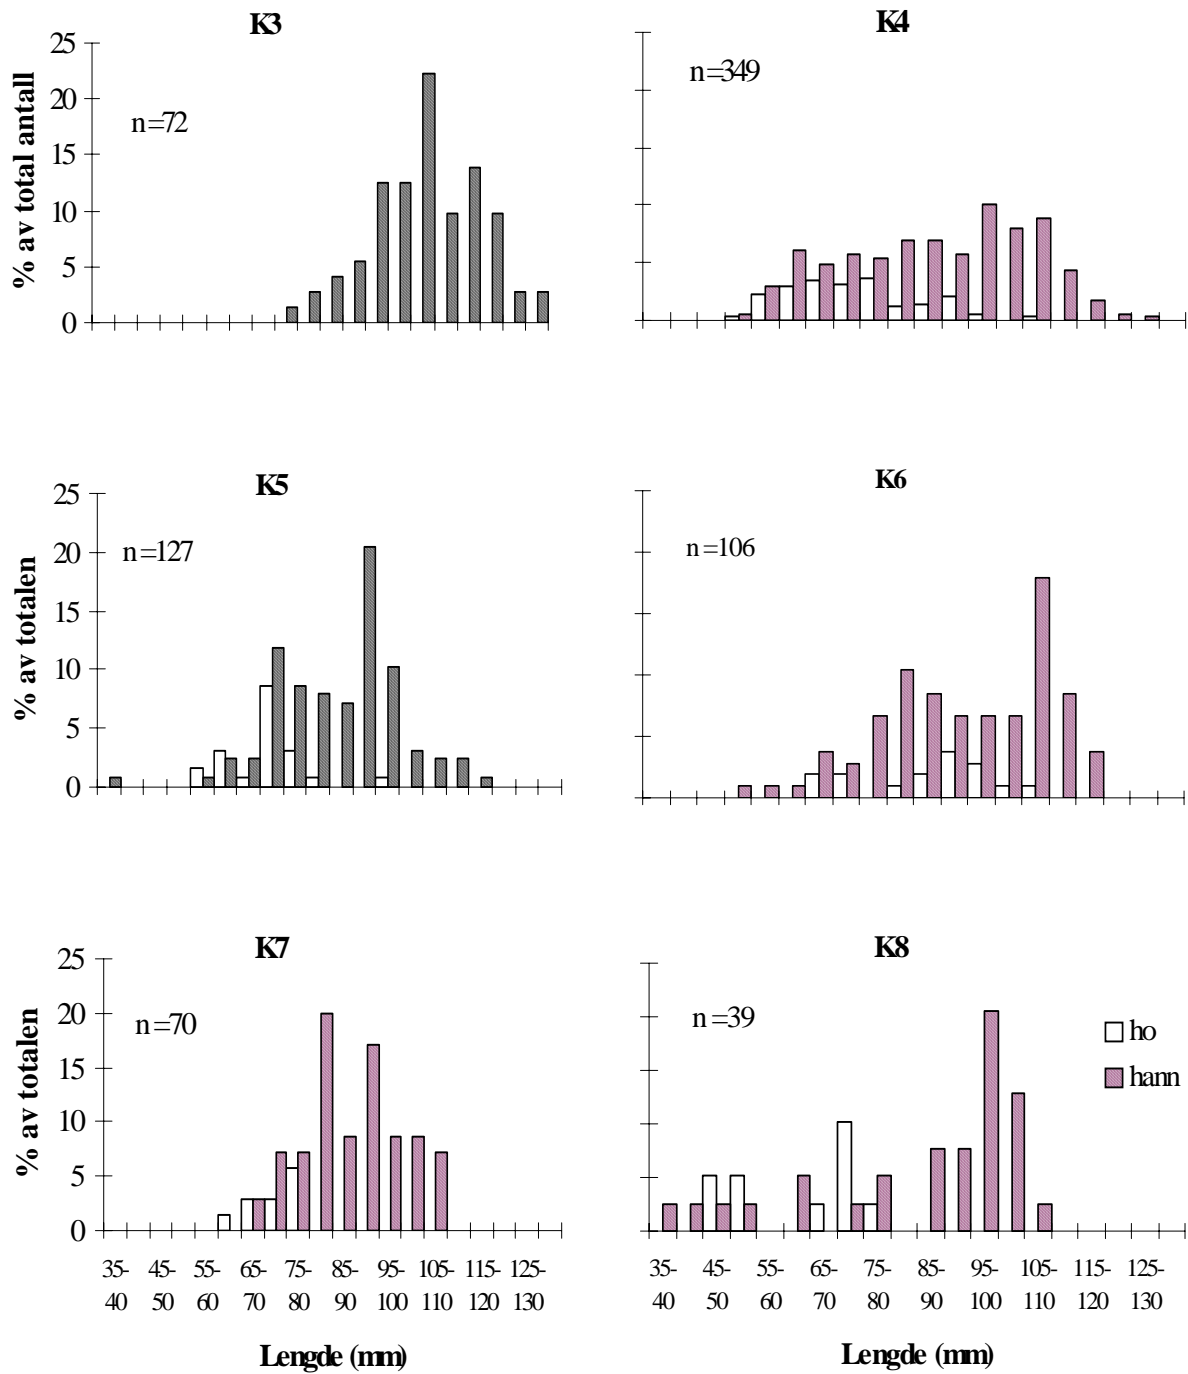 K3
25
20
15
10
5
0
% av total antall
n=72
K4
n=349
K5
25
20
15
10
5
0
% av totalen
n=127
K6
n=106
K7
25
20
15
10
5
0
% av totalen
n=70
35- 45- 55- 65- 75- 85- 95- 105- 115- 125-
40 50 60 70 80 90 100 110 120 130
Lengde (mm)
K8
n=39
ho
hann
35- 45- 55- 65- 75- 85- 95- 105- 115- 125-
40 50 60 70 80 90 100 110 120 130
Lengde (mm)